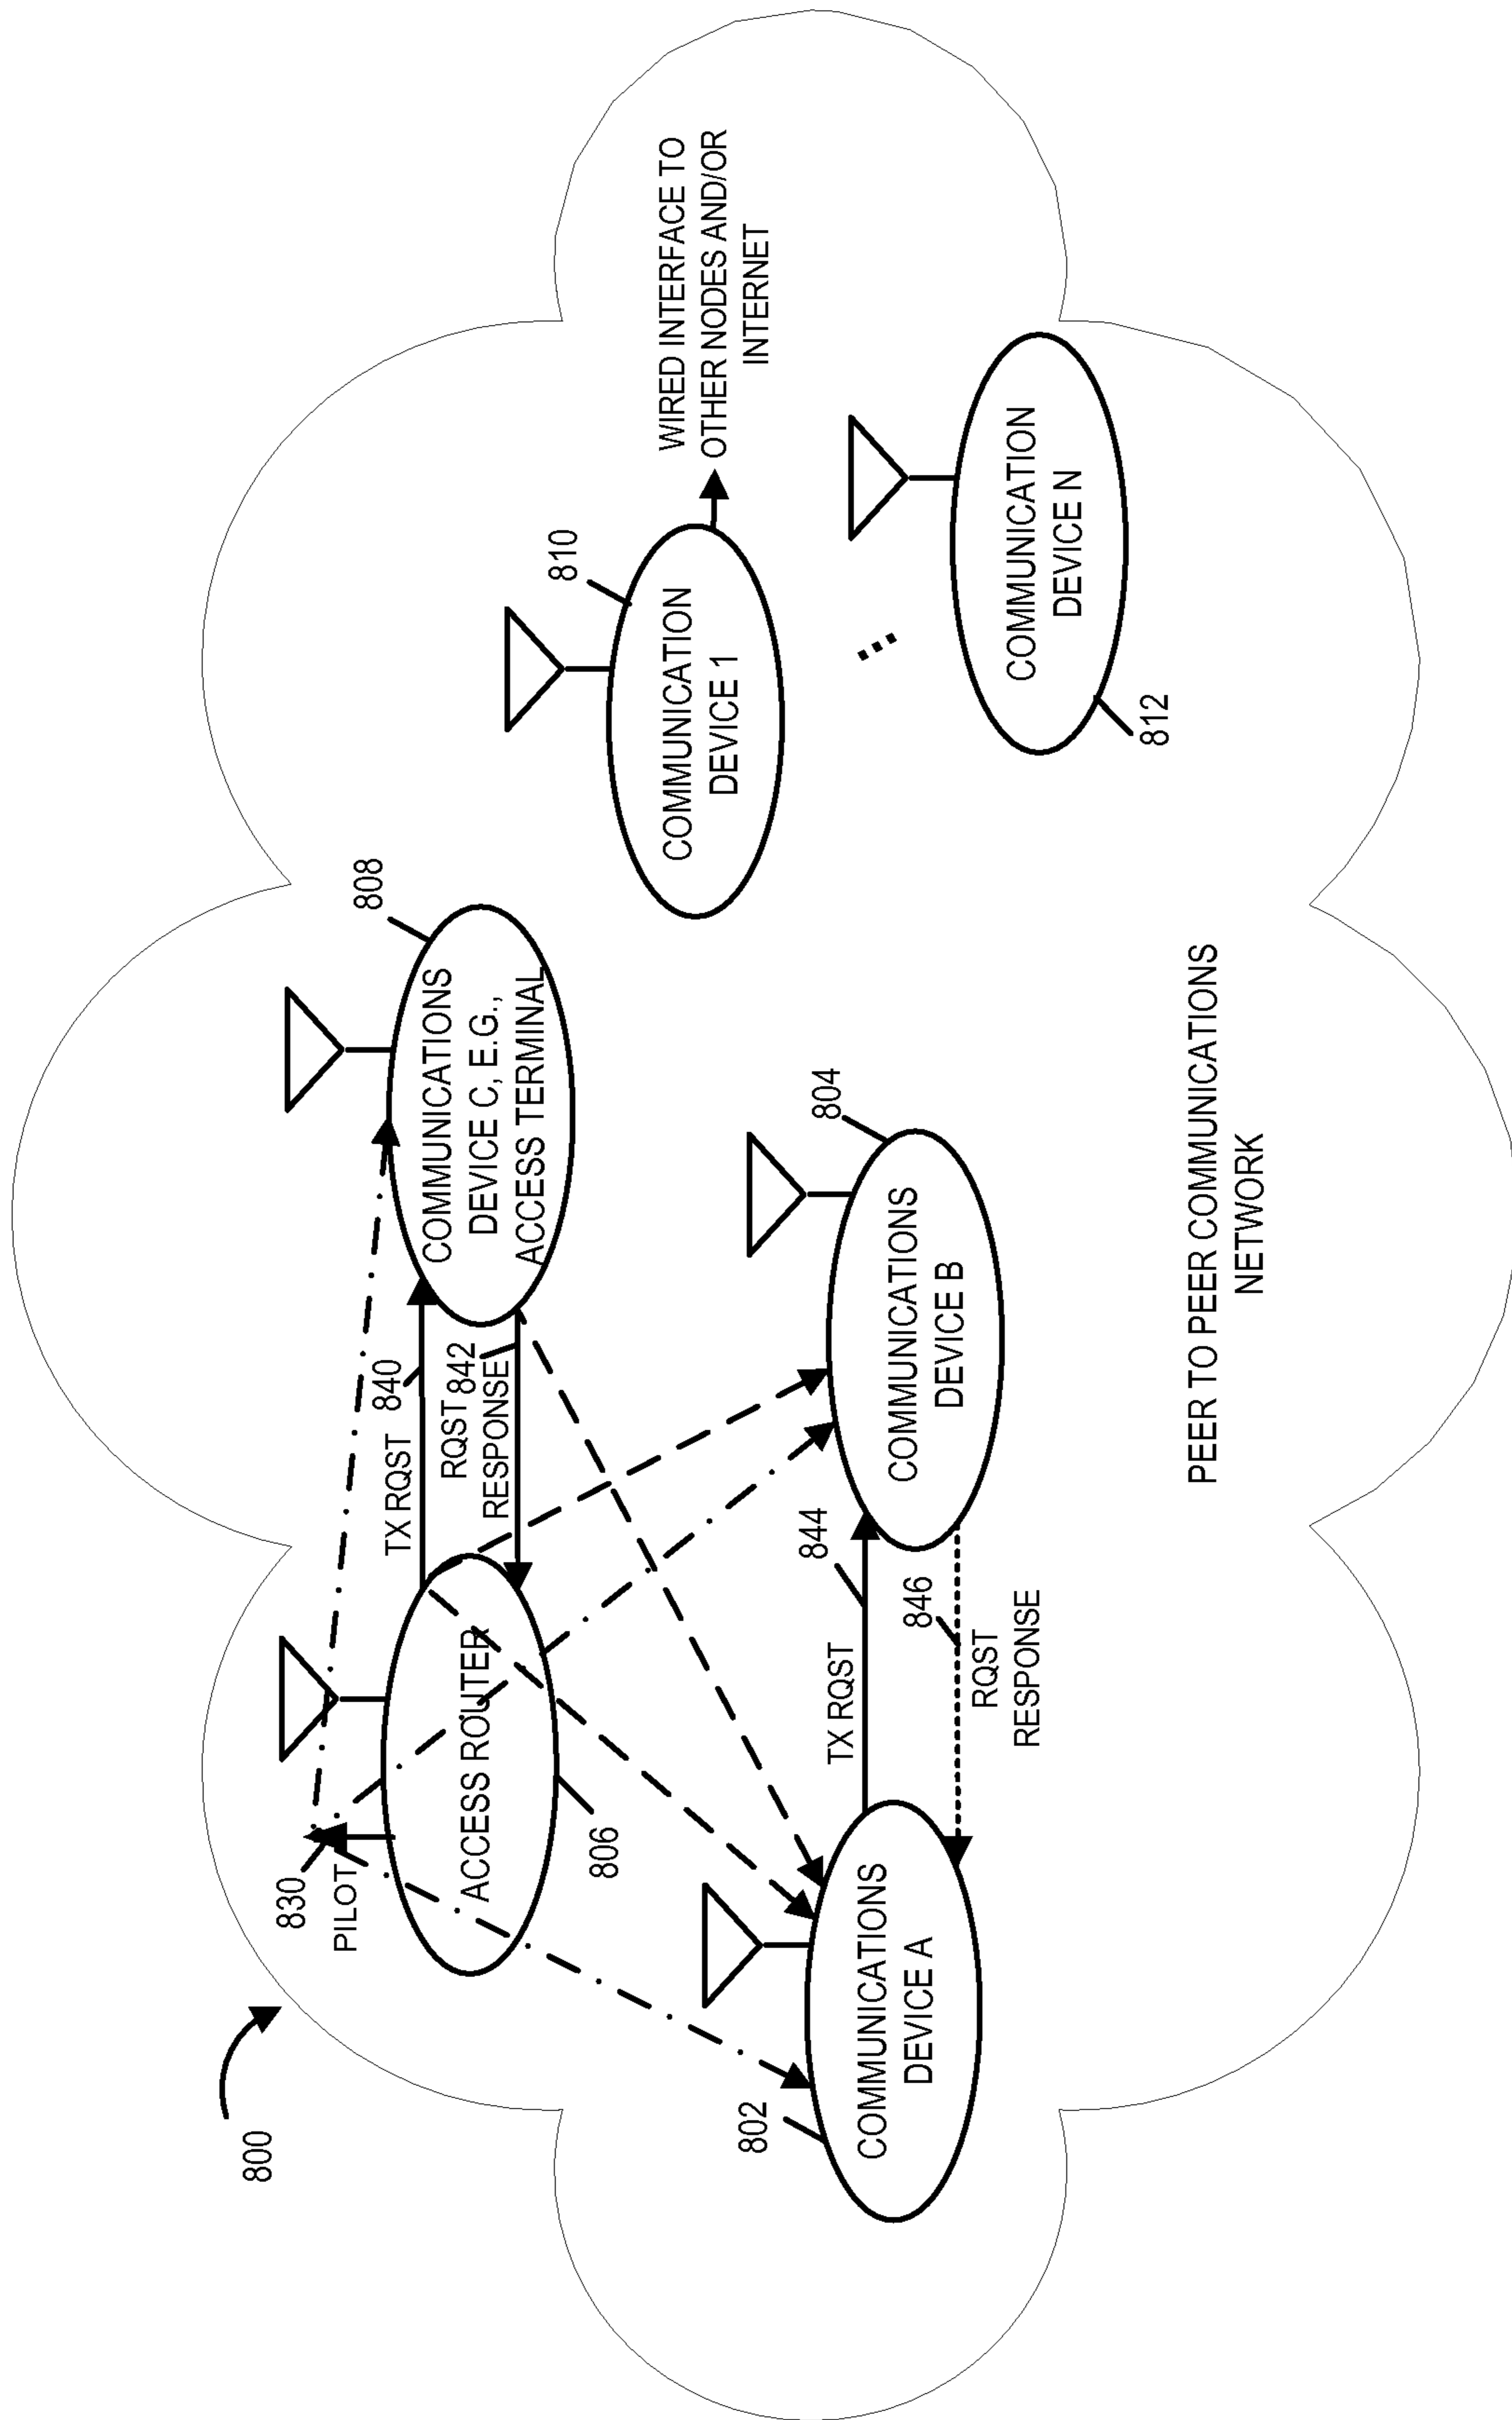 800
830
PILOT
ACCESS ROUTER
806
TX RQST
840
RQST
RESPONSE
842
808
COMMUNICATIONS
DEVICE C, E.G.,
ACCESS TERMINAL
810
COMMUNICATION
DEVICE 1
WIRED INTERFACE TO
OTHER NODES AND/OR
INTERNET
802
COMMUNICATIONS
DEVICE A
TX RQST
844
846
RQST
RESPONSE
804
COMMUNICATIONS
DEVICE B
812
COMMUNICATION
DEVICE N
PEER TO PEER COMMUNICATIONS
NETWORK